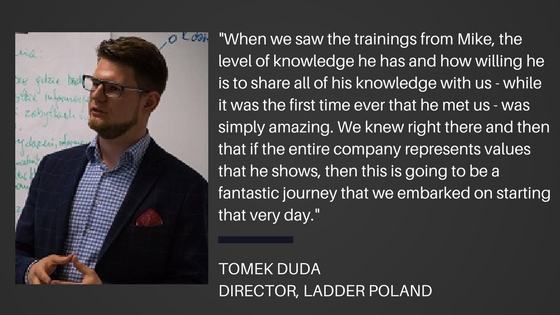 "When we saw the trainings from Mike, the
level of knowledge he has and how willing he
is to share all of his knowledge with us - while
it was the first time ever that he met us - was
simply amazing. We knew right there and then
that if the entire company represents values
that he shows, then this is going to be a
fantastic journey that we embarked on starting
that very day."
TOMEK DUDA
DIRECTOR, LADDER POLAND